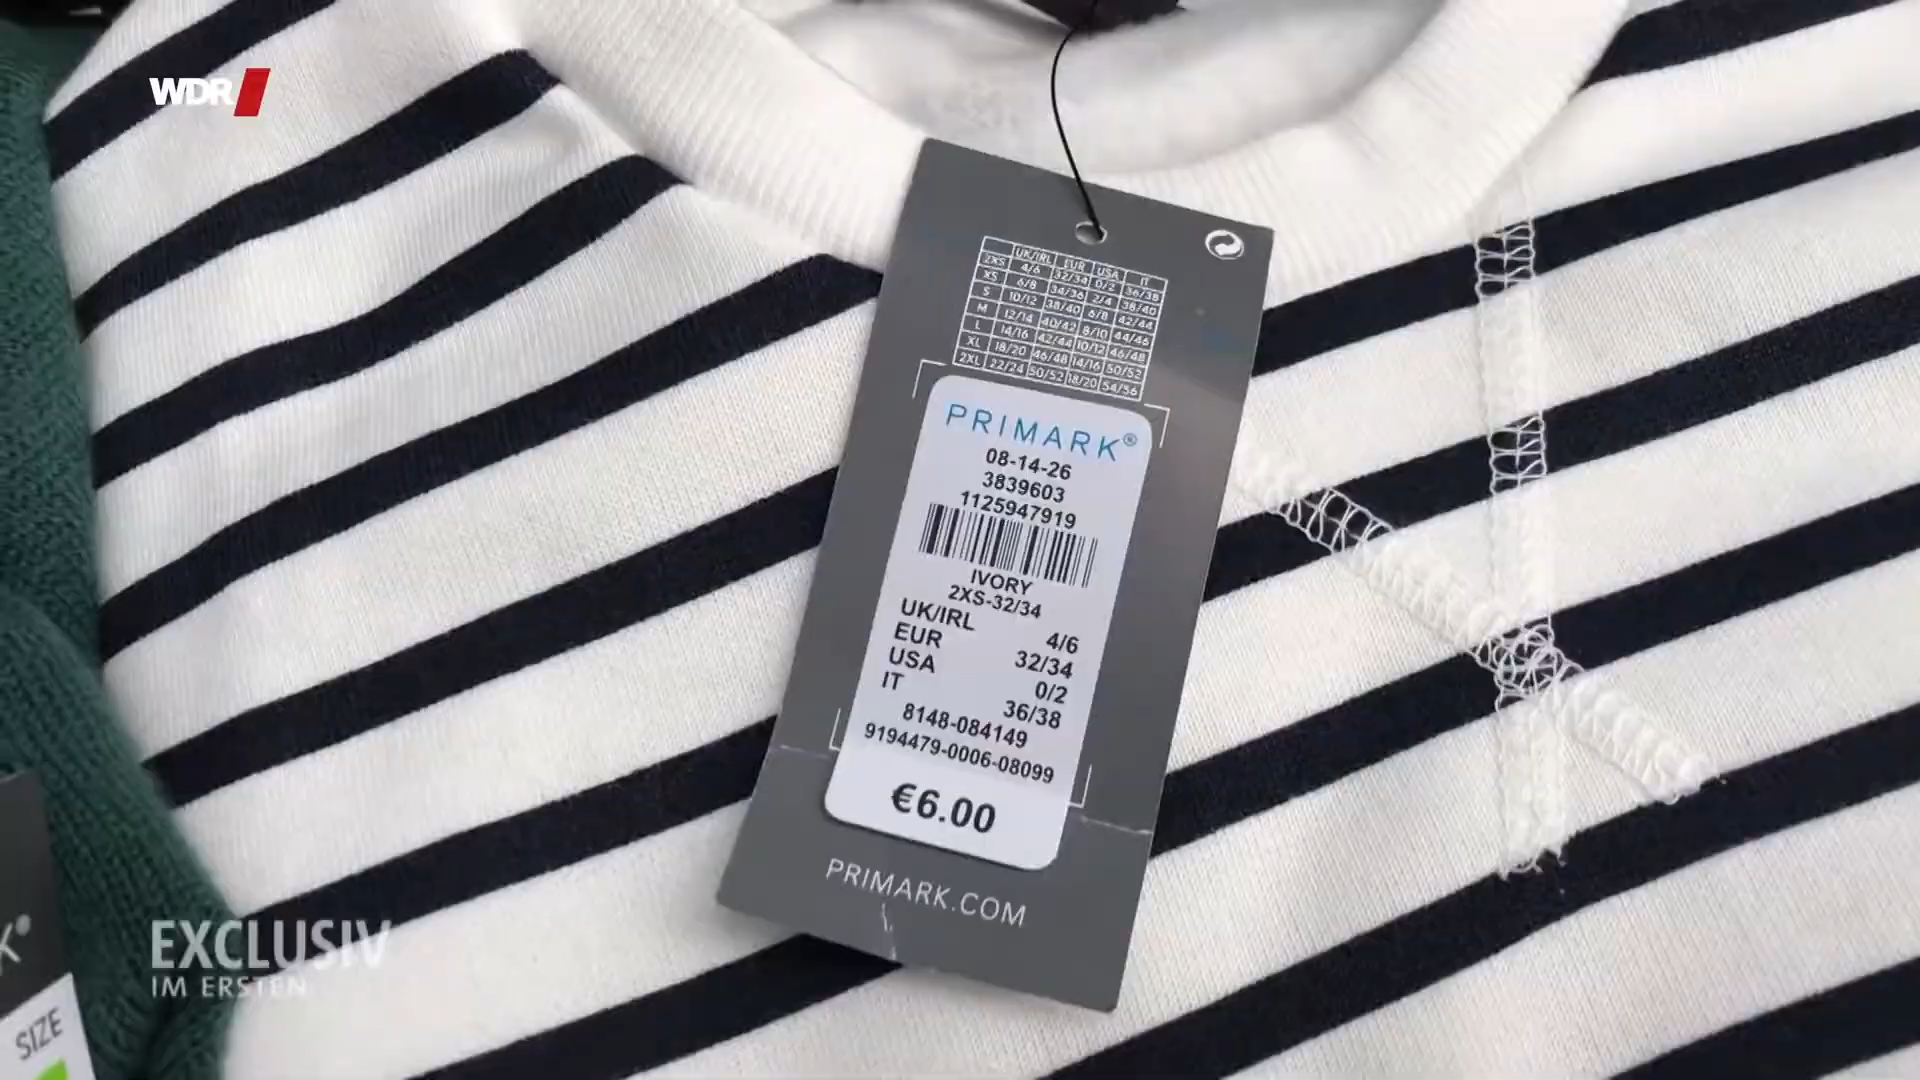 WDR
UK/IRL EUR USA IT
2XS 4/6 32/34 0/2 36/38
XS 6/8 34/36 2/4 38/40
S 10/12 38/40 6/8 42/44
M 12/14 40/42 8/10 44/46
L 14/16 42/44 10/12 46/48
XL 18/20 46/48 14/16 50/52
2XL 22/24 50/52 18/20 54/56
PRIMARK®
08-14-26
3839603
1125947919
IVORY
2XS-32/34
UK/IRL 4/6
EUR 32/34
USA 0/2
IT 36/38
8148-084149
9194479-0006-08099
€6.00
PRIMARK.COM
EXCLUSIV
IM ERSTEN
K®
SIZE